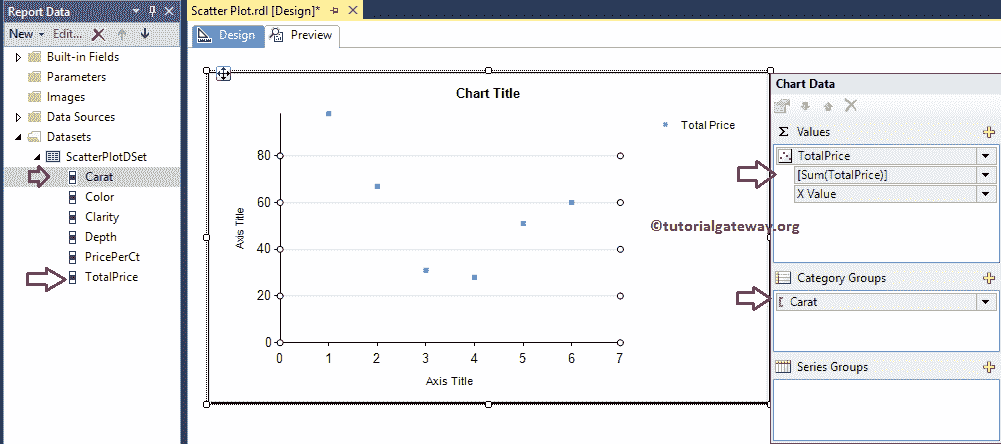 Report Data
New Edit...
Built-in Fields
Parameters
Images
Data Sources
Datasets
ScatterPlotDSet
Carat
Color
Clarity
Depth
PricePerCt
TotalPrice
Scatter Plot.rdl [Design]*
Design Preview
Chart Title
Total Price
80
60
40
20
0
Axis Title
0 1 2 3 4 5 6 7
Axis Title
©tutorialgateway.org
Chart Data
Σ Values
TotalPrice
[Sum(TotalPrice)]
X Value
Category Groups
Carat
Series Groups